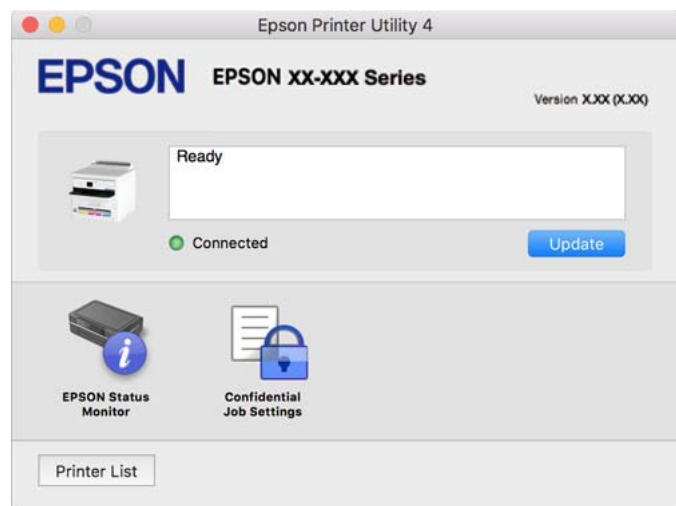 Epson Printer Utility 4
EPSON
EPSON XX-XXX Series
Version X.XX (X.XX)
Ready
Connected
Update
EPSON Status
Monitor
Confidential
Job Settings
Printer List